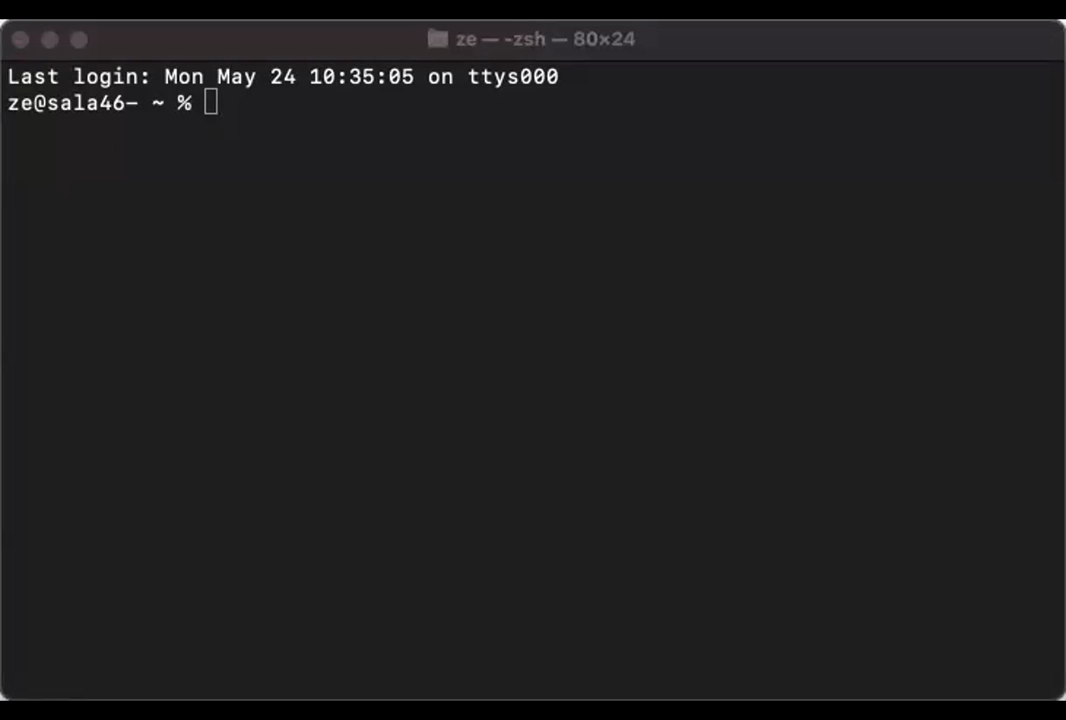 ze — -zsh — 80×24
Last login: Mon May 24 10:35:05 on ttys000
ze@sala46- ~ %